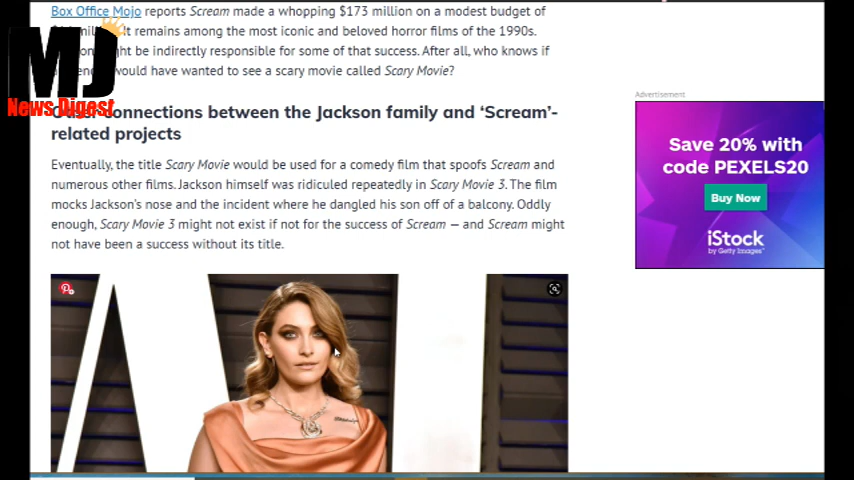 Box Office Mojo reports Scream made a whopping $173 million on a modest budget of
It remains among the most iconic and beloved horror films of the 1990s.
be indirectly responsible for some of that success. After all, who knows if
would have wanted to see a scary movie called Scary Movie?
MJ
News Digest
connections between the Jackson family and ‘Scream’-
related projects
Eventually, the title Scary Movie would be used for a comedy film that spoofs Scream and
numerous other films. Jackson himself was ridiculed repeatedly in Scary Movie 3. The film
mocks Jackson’s nose and the incident where he dangled his son off of a balcony. Oddly
enough, Scary Movie 3 might not exist if not for the success of Scream — and Scream might
not have been a success without its title.
Advertisement
Save 20% with
code PEXELS20
Buy Now
iStock
by Getty Images™